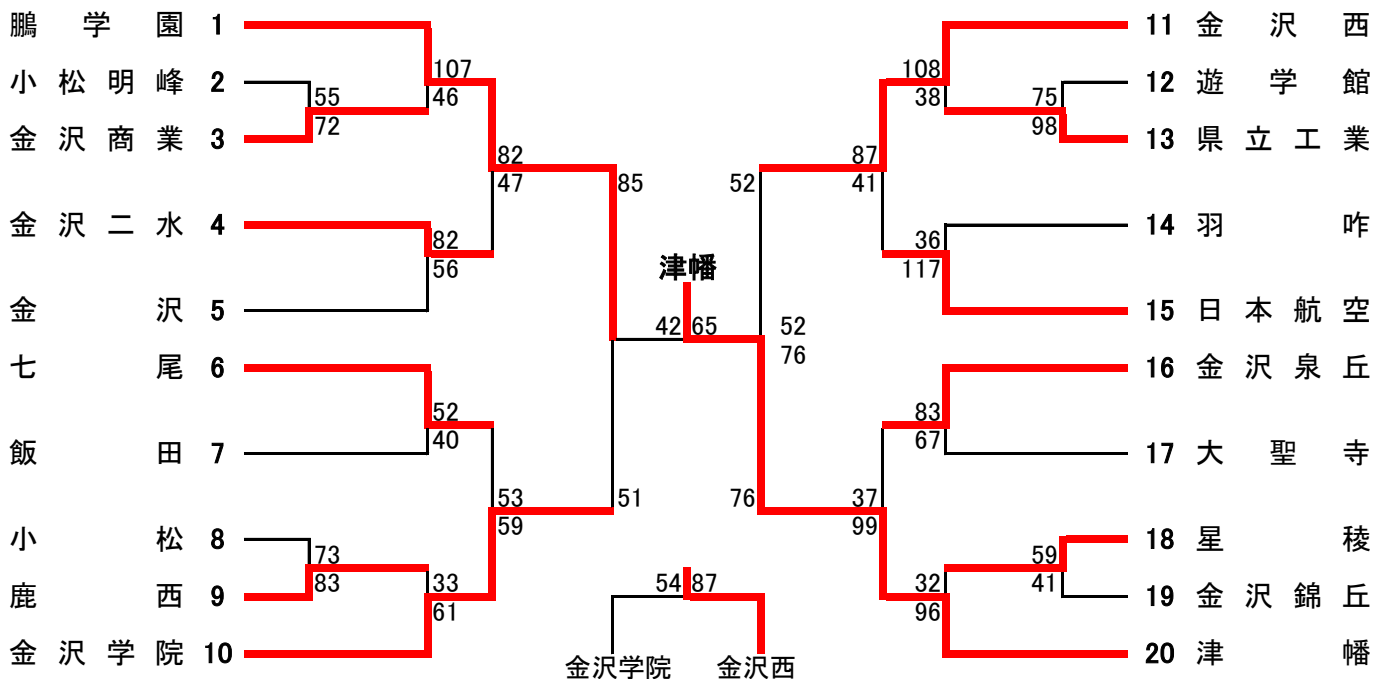 鵬学園 1
107
46
小松明峰 2
55
72
金沢商業 3
82
47
85
金沢二水 4
82
56
金沢 5
七尾 6
52
40
飯田 7
53
59
51
小松 8
73
83
鹿西 9
33
61
金沢学院 10
津幡
42 65
54 87
金沢学院 金沢西
11 金沢西
108
38
12 遊学館
75
98
13 県立工業
52
87
41
14 羽咋
36
117
15 日本航空
52
76
16 金沢泉丘
83
67
17 大聖寺
76
37
99
18 星稜
59
41
19 金沢錦丘
32
96
20 津幡